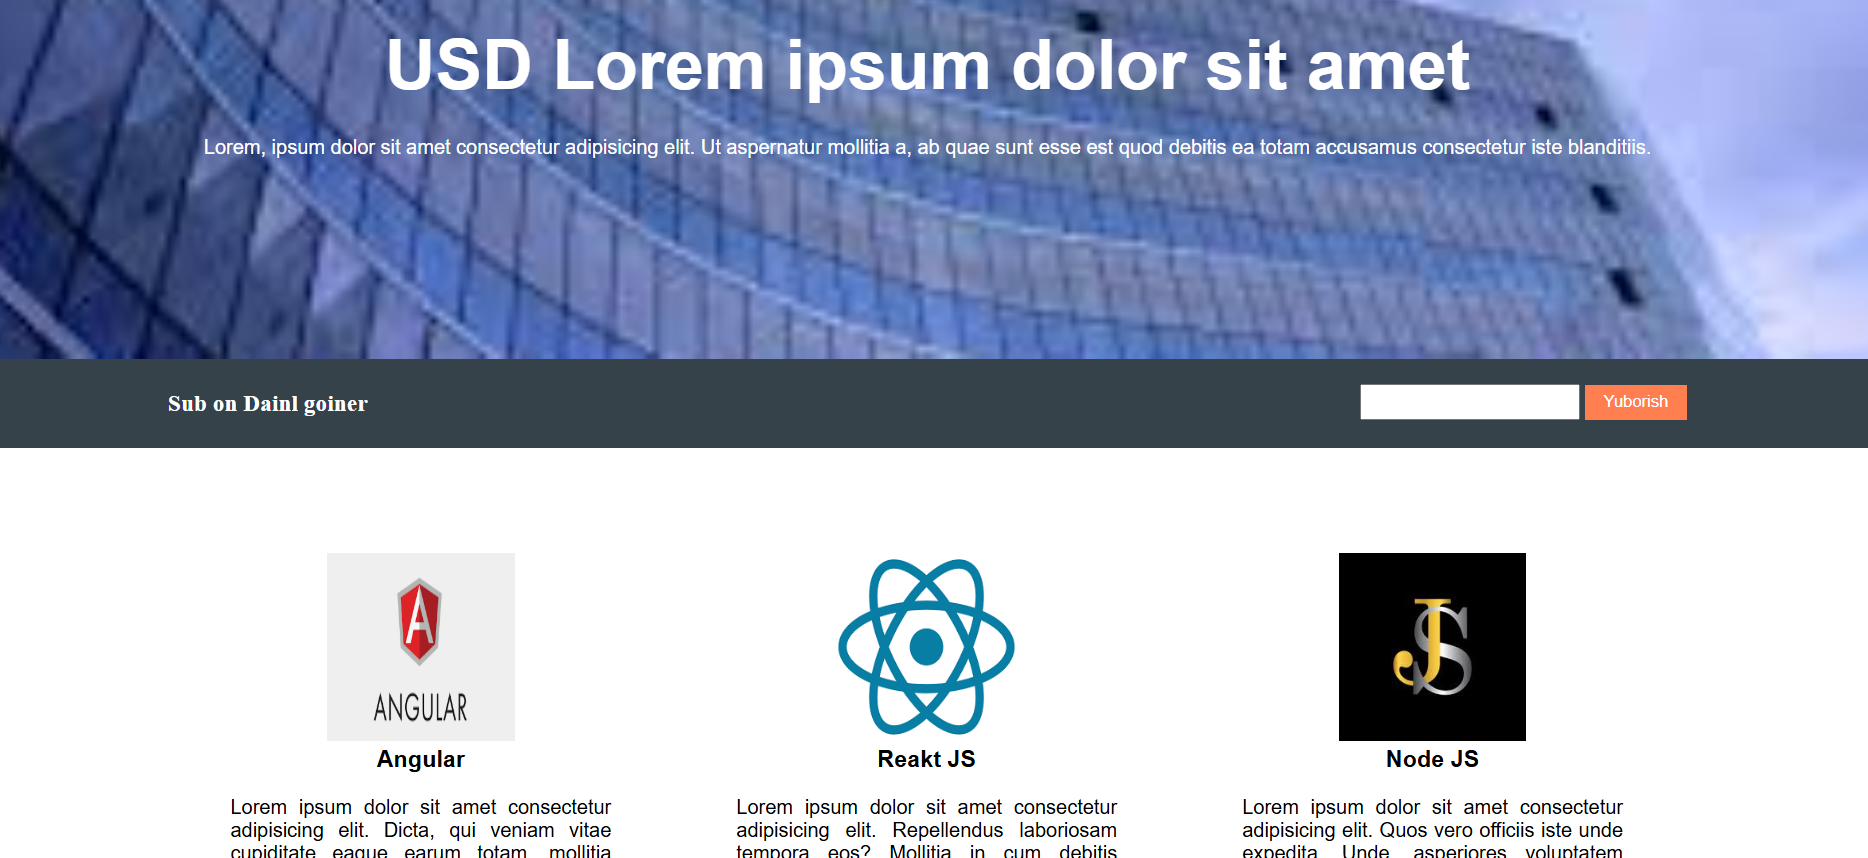 USD Lorem ipsum dolor sit amet
Lorem, ipsum dolor sit amet consectetur adipisicing elit. Ut aspernatur mollitia a, ab quae sunt esse est quod debitis ea totam accusamus consectetur iste blanditiis.
Sub on Dainl goiner
Yuborish
ANGULAR
JS
Angular
Reakt JS
Node JS
Lorem ipsum dolor sit amet consectetur
adipisicing elit. Dicta, qui veniam vitae
cupiditate eaque earum totam, mollitia
Lorem ipsum dolor sit amet consectetur
adipisicing elit. Repellendus laboriosam
tempora eos? Mollitia in cum debitis
Lorem ipsum dolor sit amet consectetur
adipisicing elit. Quos vero officiis iste unde
expedita. Unde, asperiores voluptatem